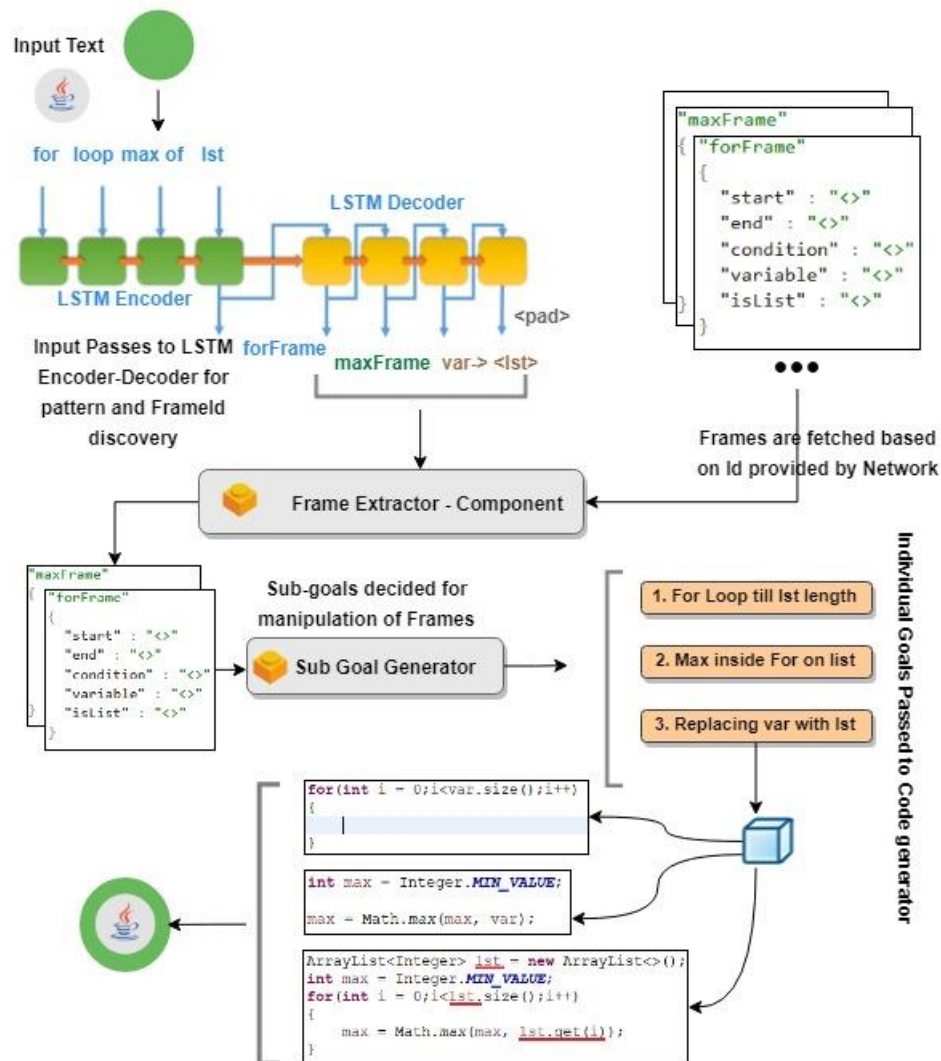 Input Text
for loop max of lst
LSTM Decoder
LSTM Encoder
<pad>
Input Passes to LSTM
Encoder-Decoder for
pattern and FrameId
discovery
forFrame
maxFrame var-> <lst>
"maxFrame"
{
}
"forFrame"
{
"start" : "<>"
"end" : "<>"
"condition" : "<>"
"variable" : "<>"
"isList" : "<>"
}
Frames are fetched based
on Id provided by Network
Frame Extractor - Component
"maxFrame"
{
}
"forFrame"
{
"start" : "<>"
"end" : "<>"
"condition" : "<>"
"variable" : "<>"
"isList" : "<>"
}
Sub-goals decided for
manipulation of Frames
Sub Goal Generator
1. For Loop till lst length
2. Max inside For on list
3. Replacing var with lst
Individual Goals Passed to Code generator
for(int i = 0;i<var.size();i++)
{
}
int max = Integer.MIN_VALUE;
max = Math.max(max, var);
ArrayList<Integer> lst = new ArrayList<>();
int max = Integer.MIN_VALUE;
for(int i = 0;i<lst.size();i++)
{
max = Math.max(max, lst.get(i));
}